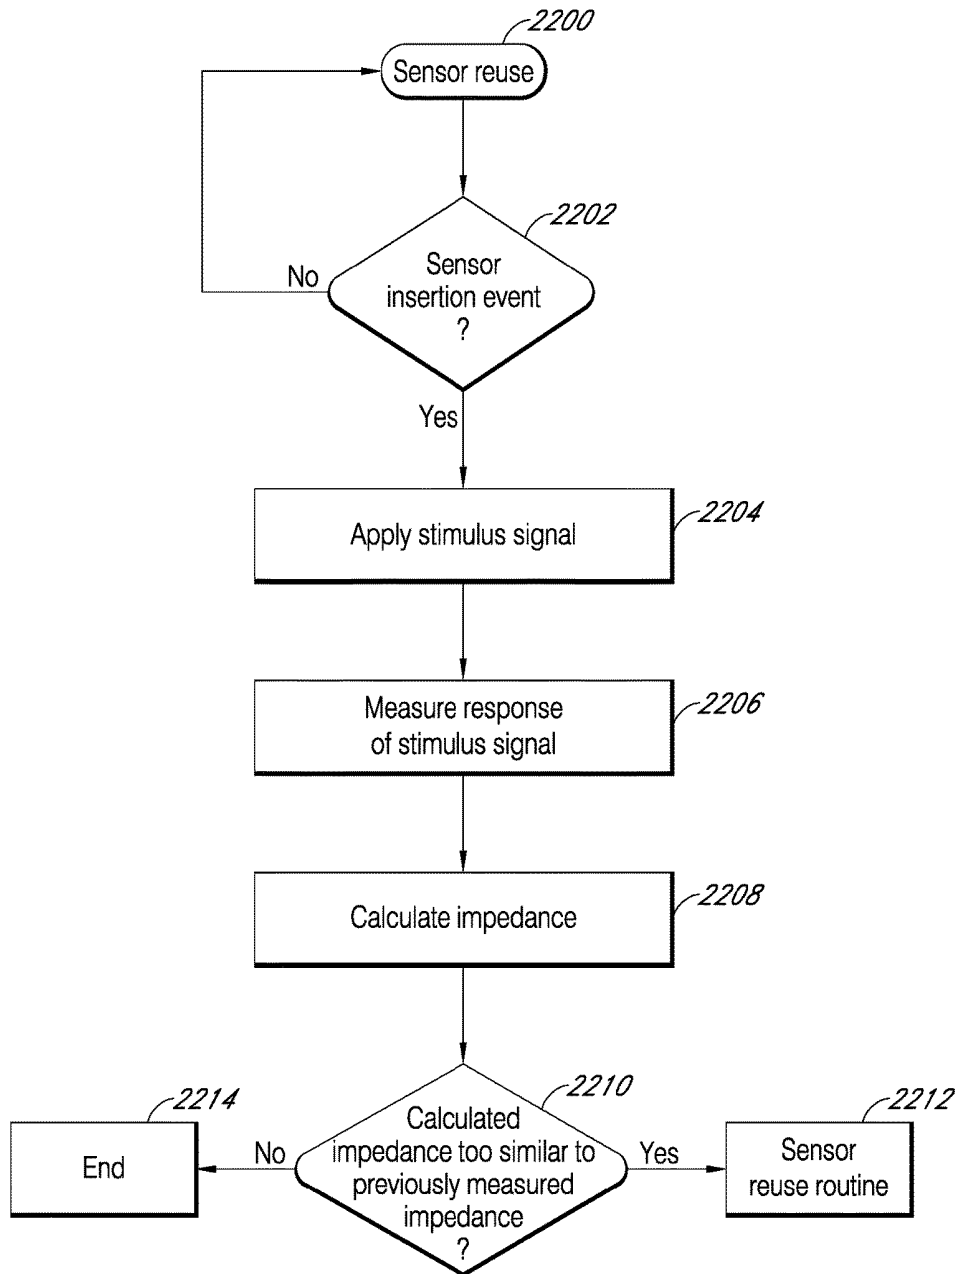 2200
Sensor reuse
2202
Sensor
insertion event
?
No
Yes
2204
Apply stimulus signal
2206
Measure response
of stimulus signal
2208
Calculate impedance
2210
Calculated
impedance too similar to
previously measured
impedance
?
No
Yes
2214
End
2212
Sensor
reuse routine